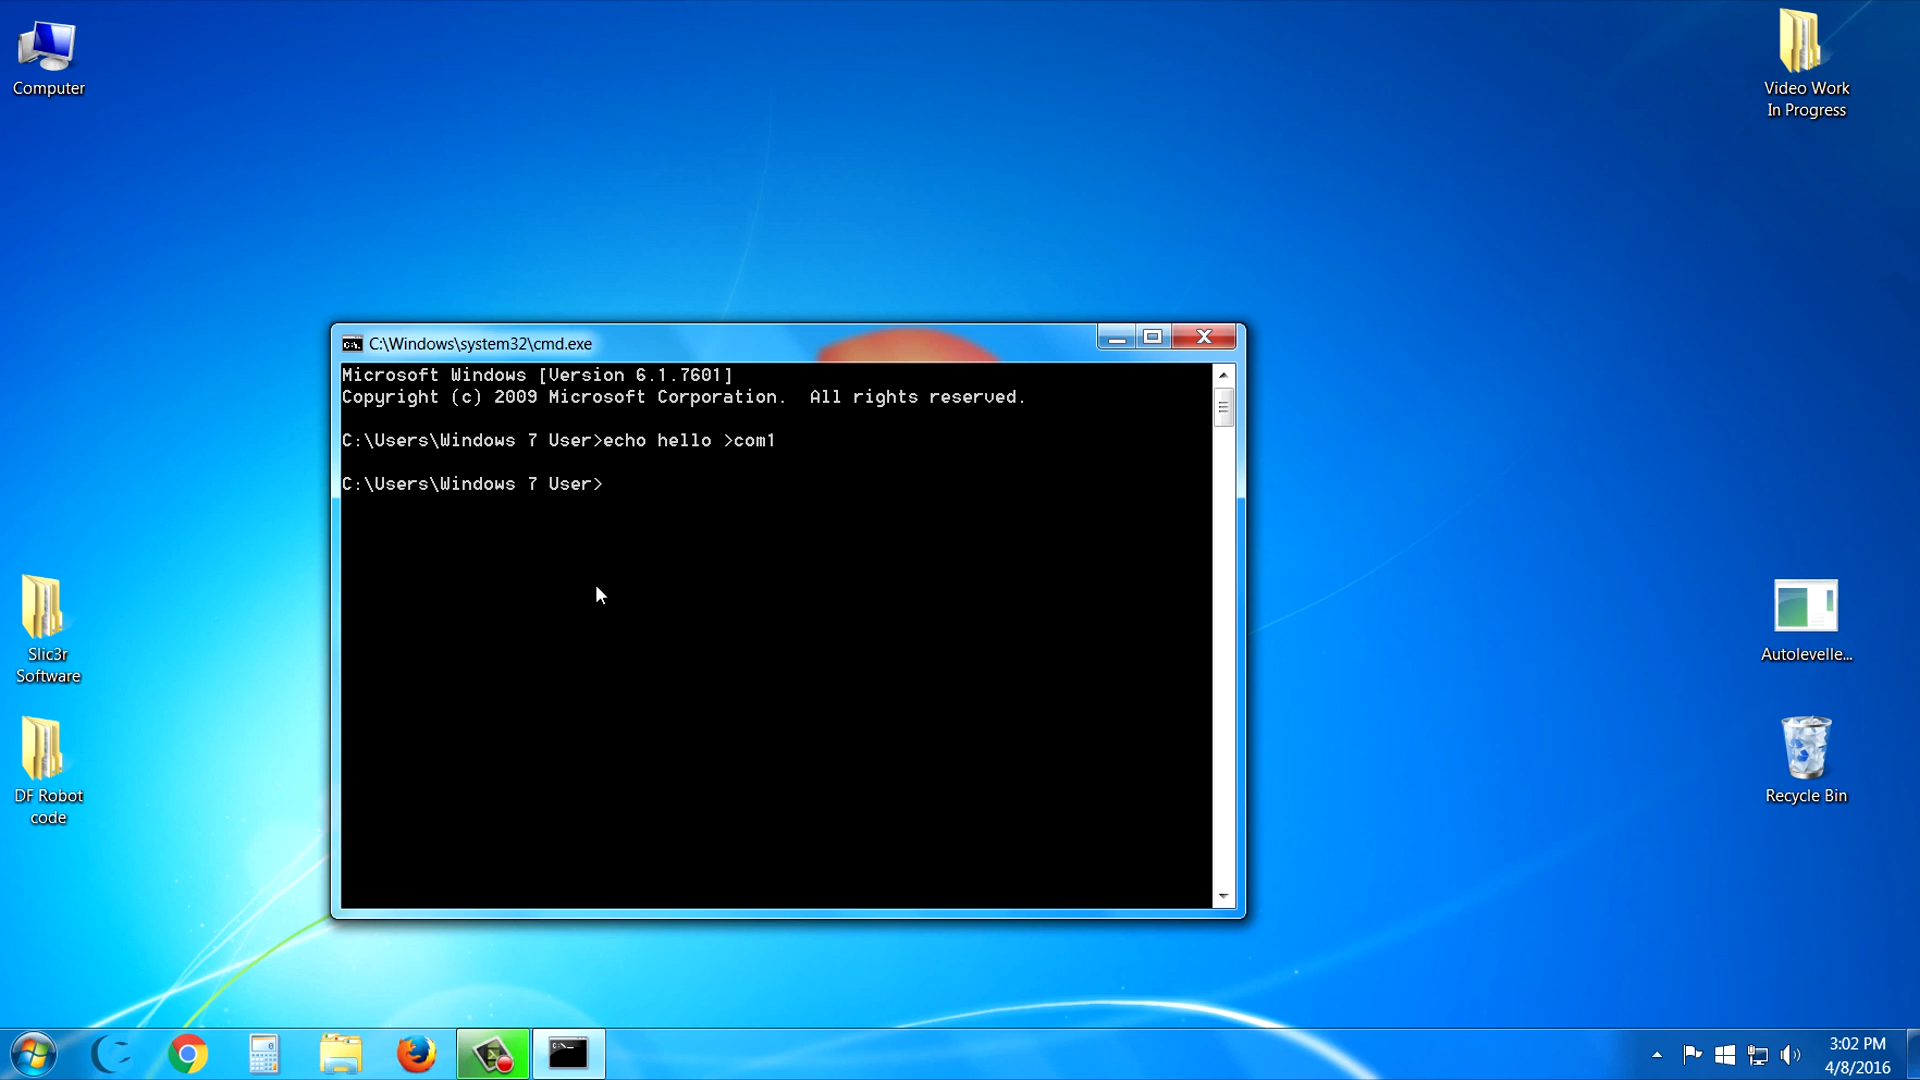 Computer
Video Work
In Progress
C:\Windows\system32\cmd.exe
Microsoft Windows [Version 6.1.7601]
Copyright (c) 2009 Microsoft Corporation.  All rights reserved.
C:\Users\Windows 7 User>echo hello >com1
C:\Users\Windows 7 User>
Slic3r
Software
DF Robot
code
Autolevelle...
Recycle Bin
3:02 PM
4/8/2016